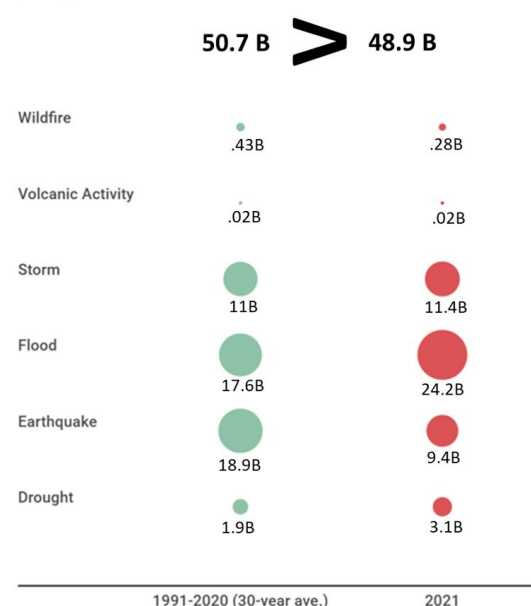 50.7 B > 48.9 B
Wildfire
.43B .28B
Volcanic Activity
.02B .02B
Storm
11B 11.4B
Flood
17.6B 24.2B
Earthquake
18.9B 9.4B
Drought
1.9B 3.1B
1991-2020 (30-year ave.) 2021